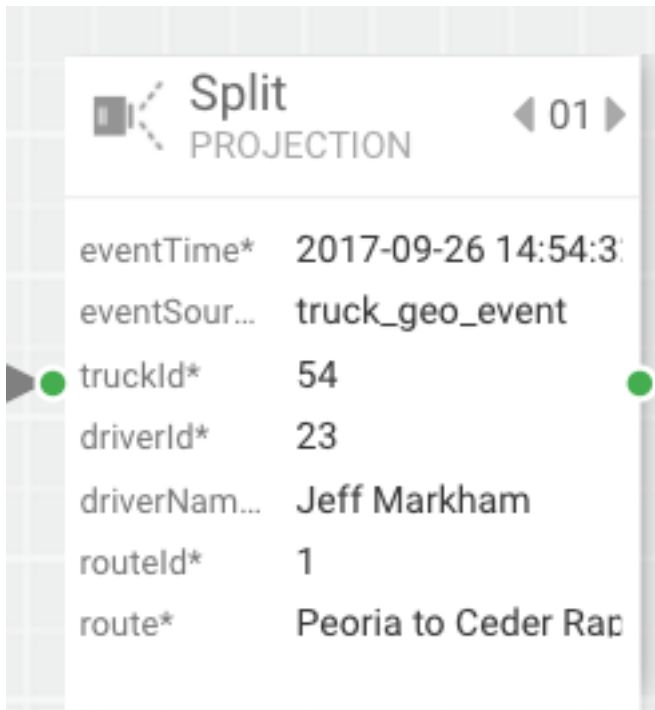 Split
PROJECTION
01
eventTime* 2017-09-26 14:54:3
eventSour... truck_geo_event
truckId* 54
driverId* 23
driverNam... Jeff Markham
routeId* 1
route* Peoria to Ceder Rap